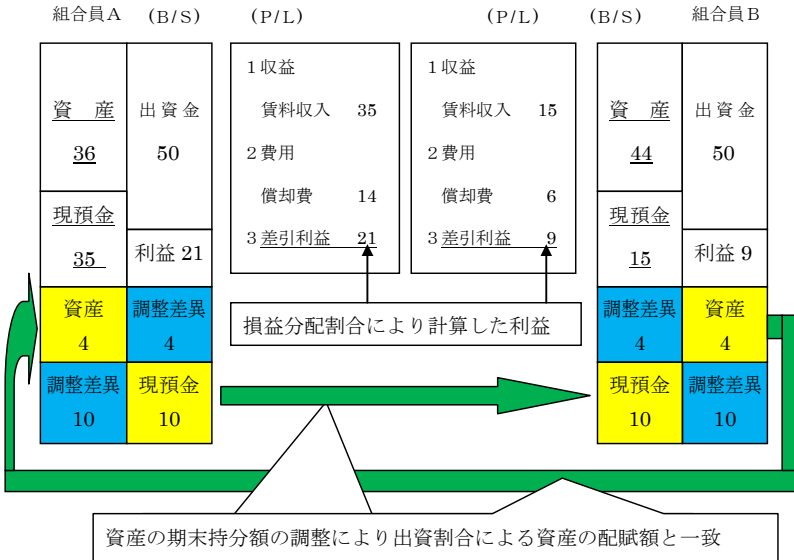 組合員A (B/S) (P/L) (P/L) (B/S) 組合員B
資 産
36
出資金
50
現預金
35
利益 21
資産
4
調整差異
4
調整差異
10
現預金
10
1収益
賃料収入 35
2費用
償却費 14
3差引利益 21
1収益
賃料収入 15
2費用
償却費 6
3差引利益 9
損益分配割合により計算した利益
資 産
44
出資金
50
現預金
15
利益 9
調整差異
4
資産
4
現預金
10
調整差異
10
資産の期末持分額の調整により出資割合による資産の配賦額と一致